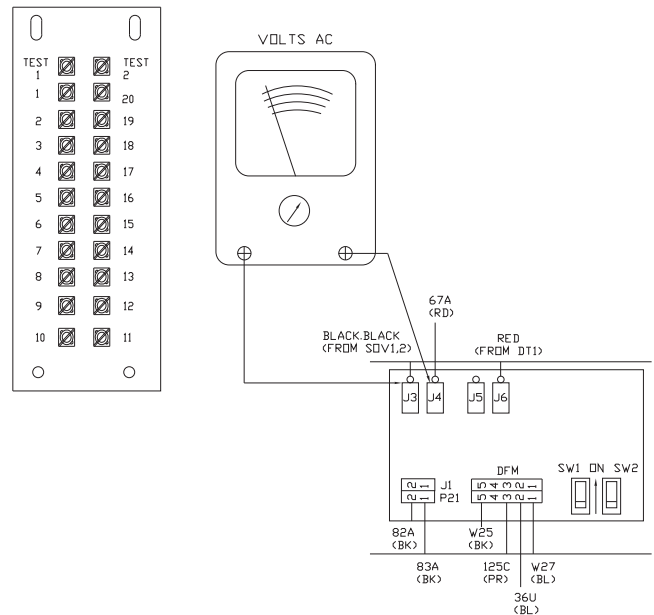 VOLTS AC
TEST 1 TEST 2
1 20
2 19
3 18
4 17
5 16
6 15
7 14
8 13
9 12
10 11
67A
(RD)
BLACK.BLACK
(FROM SOV1,2)
RED
(FROM DT1)
J3 J4 J5 J6
DFM
SW1 ON SW2
2 1 J1
2 1 P21
5 4 3 2 1
5 4 3 2 1
82A
(BK)
W25
(BK)
83A
(BK)
125C
(PR)
W27
(BL)
36U
(BL)